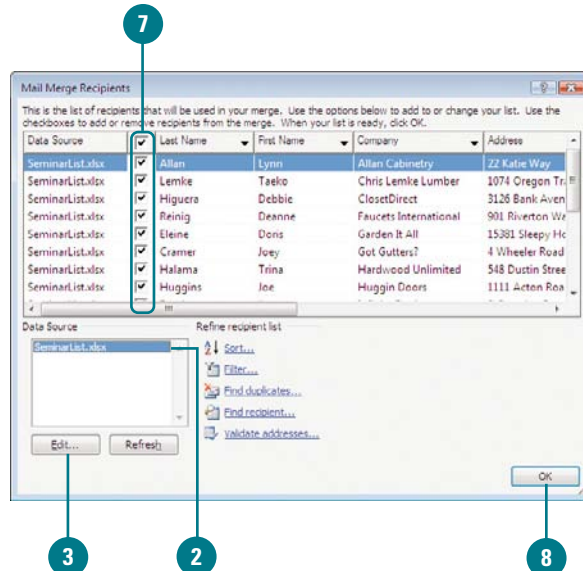 7
Mail Merge Recipients
This is the list of recipients that will be used in your merge. Use the options below to add to or change your list. Use the
checkboxes to add or remove recipients from the merge. When your list is ready, click OK.
Data Source Last Name First Name Company Address
SeminarList.xlsx Allan Lynn Allan Cabinetry 22 Katie Way
SeminarList.xlsx Lemke Taeko Chris Lemke Lumber 1074 Oregon Tr
SeminarList.xlsx Higuera Debbie ClosetDirect 3126 Bank Aven
SeminarList.xlsx Reinig Deanne Faucets International 901 Riverton Wa
SeminarList.xlsx Eleine Doris Garden It All 15381 Sleepy Ho
SeminarList.xlsx Cramer Joey Got Gutters? 4 Wheeler Road
SeminarList.xlsx Halama Trina Hardwood Unlimited 548 Dustin Stree
SeminarList.xlsx Huggins Joe Huggin Doors 1111 Acton Roa
Data Source Refine recipient list
SeminarList.xlsx
Sort...
Filter...
Find duplicates...
Find recipient...
Validate addresses...
Edit... Refresh
OK
3 2 8